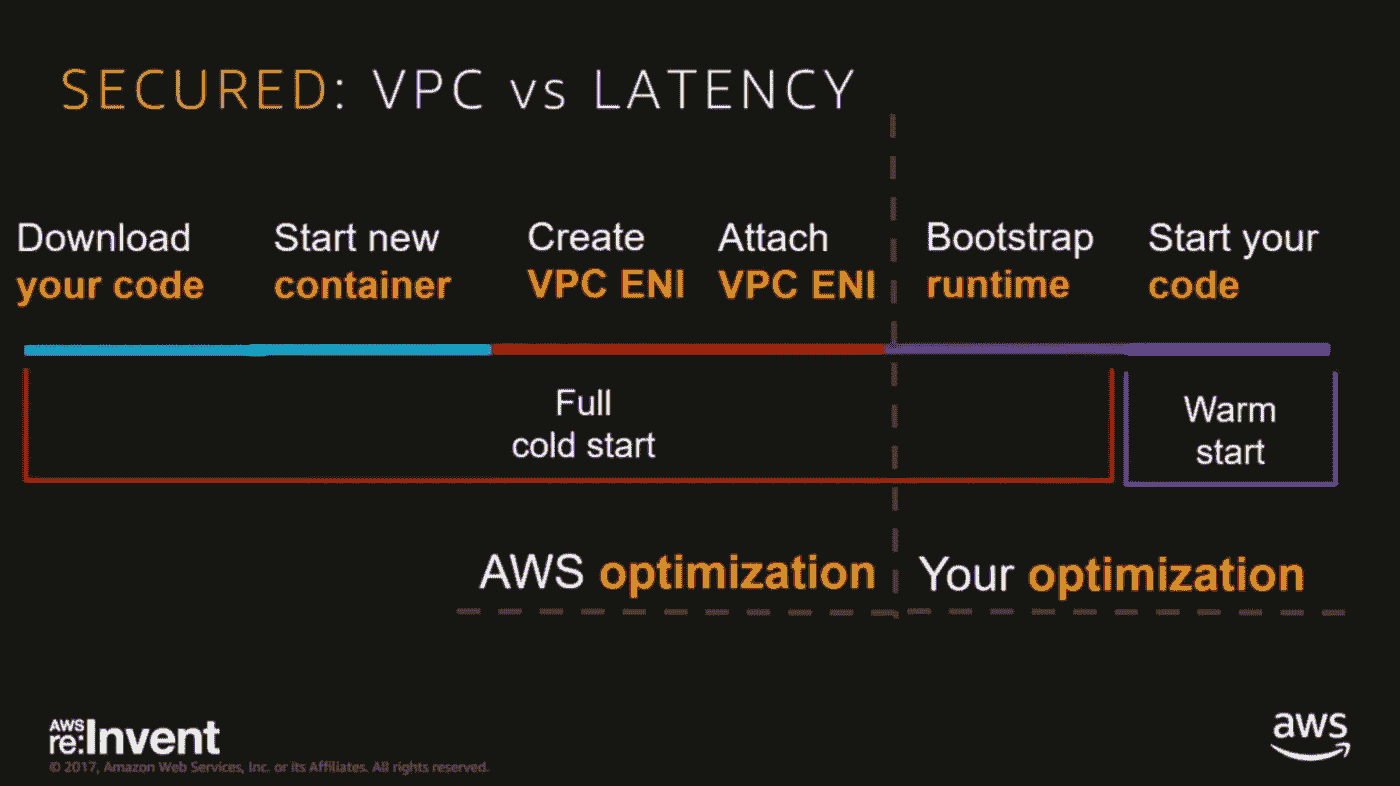 SECURED: VPC vs LATENCY
Download
your code
Start new
container
Create
VPC ENI
Attach
VPC ENI
Bootstrap
runtime
Start your
code
Full
cold start
Warm
start
AWS optimization
Your optimization
AWS
re:Invent
© 2017, Amazon Web Services, Inc. or its Affiliates. All rights reserved.
aws